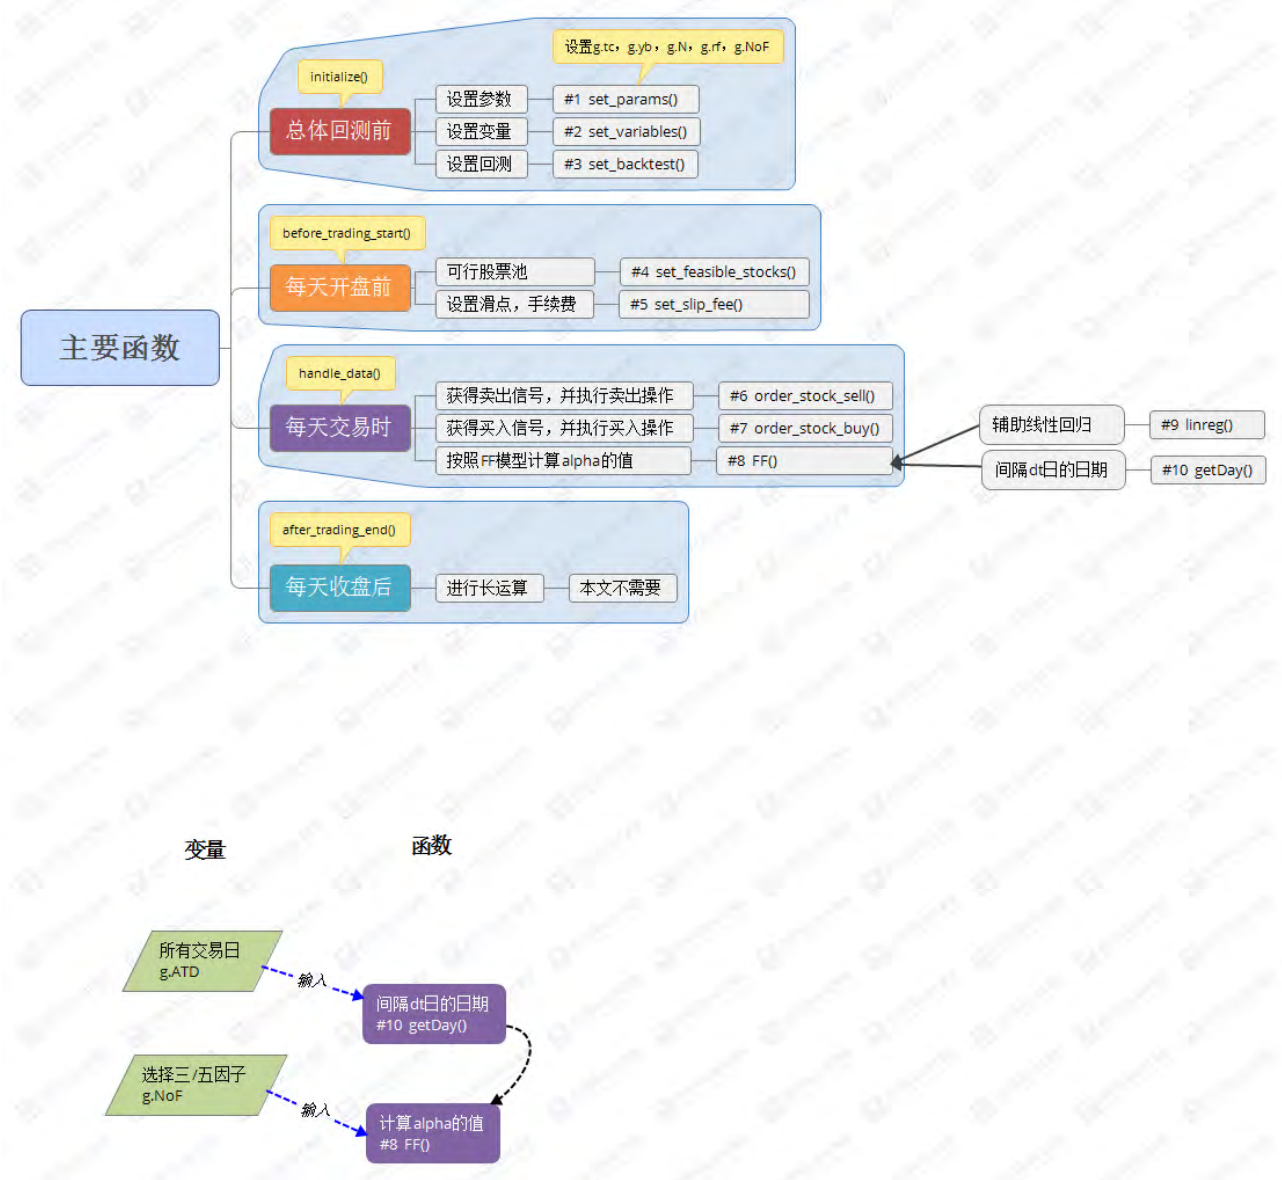 设置g.tc，g.yb，g.N，g.rf，g.NoF
initialize()
总体回测前
设置参数
#1 set_params()
设置变量
#2 set_variables()
设置回测
#3 set_backtest()
before_trading_start()
每天开盘前
可行股票池
#4 set_feasible_stocks()
设置滑点，手续费
#5 set_slip_fee()
主要函数
handle_data()
每天交易时
获得卖出信号，并执行卖出操作
#6 order_stock_sell()
获得买入信号，并执行买入操作
#7 order_stock_buy()
按照FF模型计算alpha的值
#8 FF()
辅助线性回归
#9 linreg()
间隔dt日的日期
#10 getDay()
after_trading_end()
每天收盘后
进行长运算
本文不需要
变量
函数
所有交易日
g.ATD
输入
间隔dt日的日期
#10 getDay()
选择三/五因子
g.NoF
输入
计算alpha的值
#8 FF()